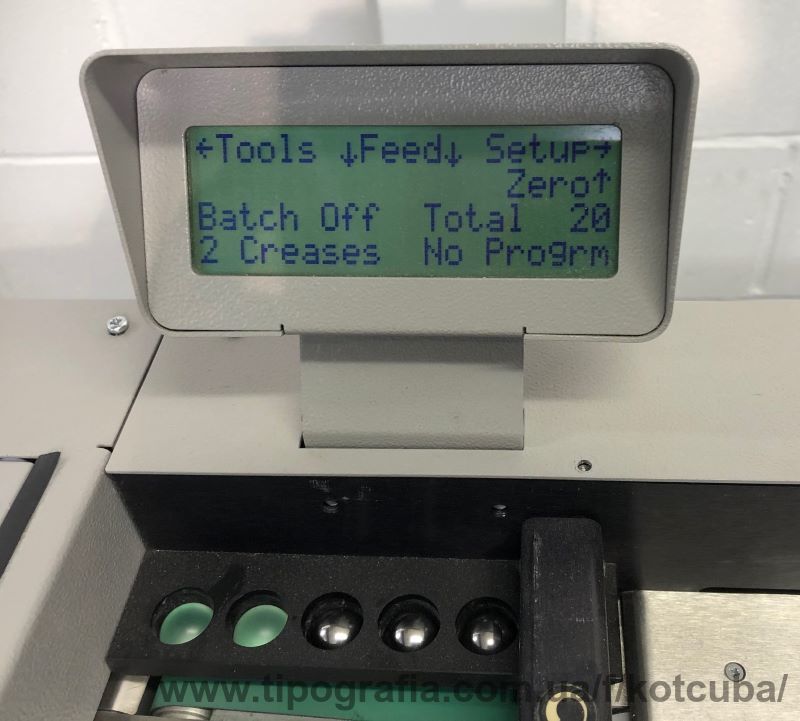 ←Tools ↓Feed↓ Setup→
Zero↑
Batch Off Total 20
2 Creases No Progrm
www.tipografia.com.ua/f/kotcuba/